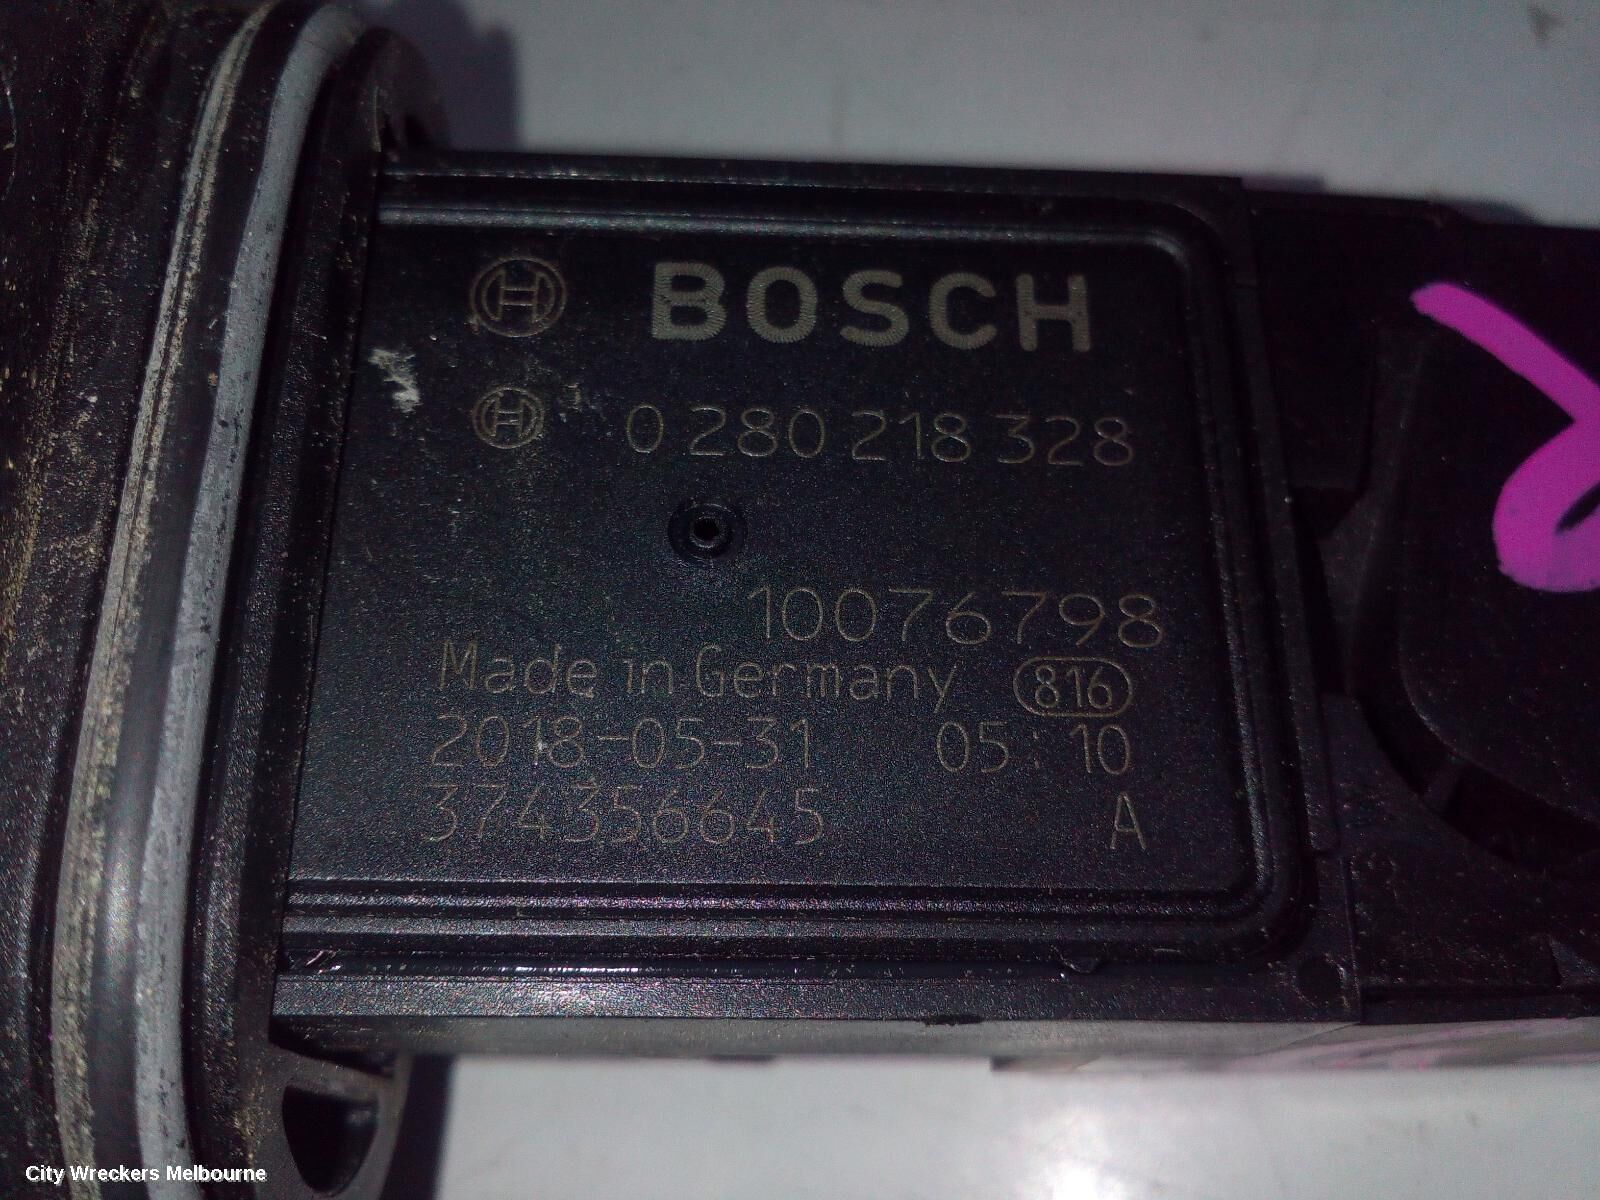 BOSCH
0 280 218 328
10076798
Made in Germany 816
2018-05-31 05:10
374356645 A
City Wreckers Melbourne